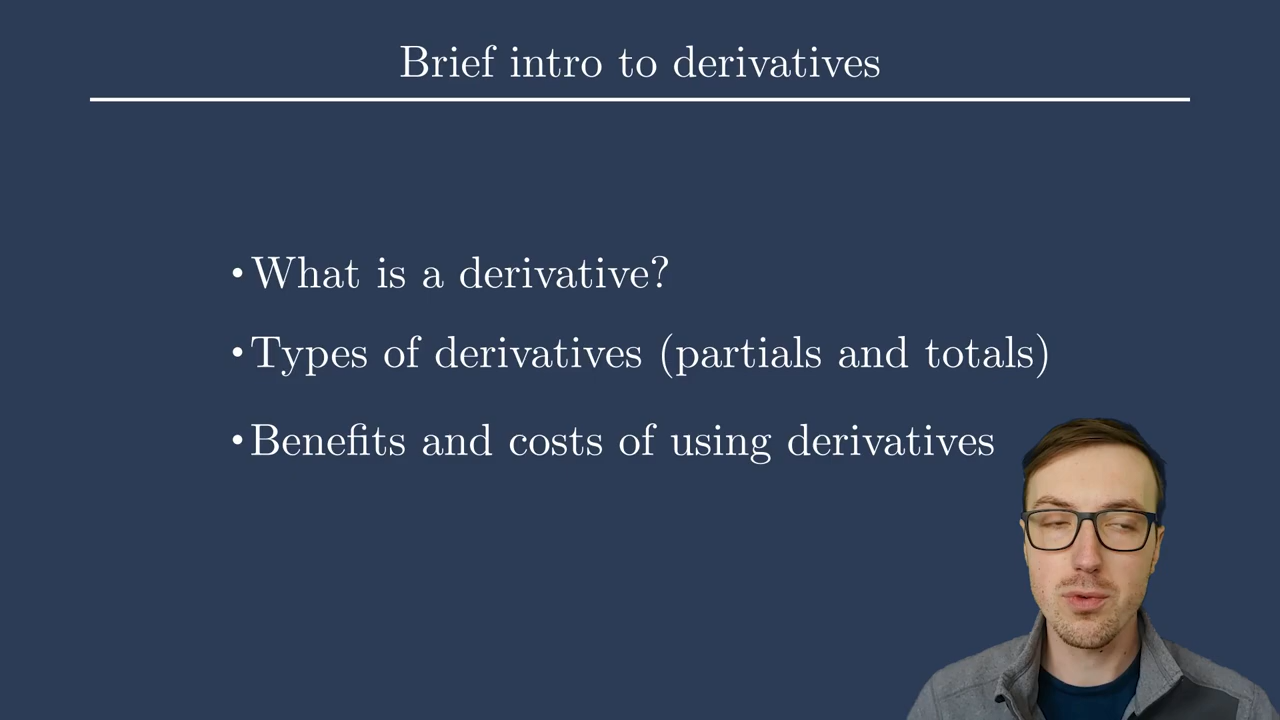 Brief intro to derivatives
• What is a derivative?
• Types of derivatives (partials and totals)
• Benefits and costs of using derivatives